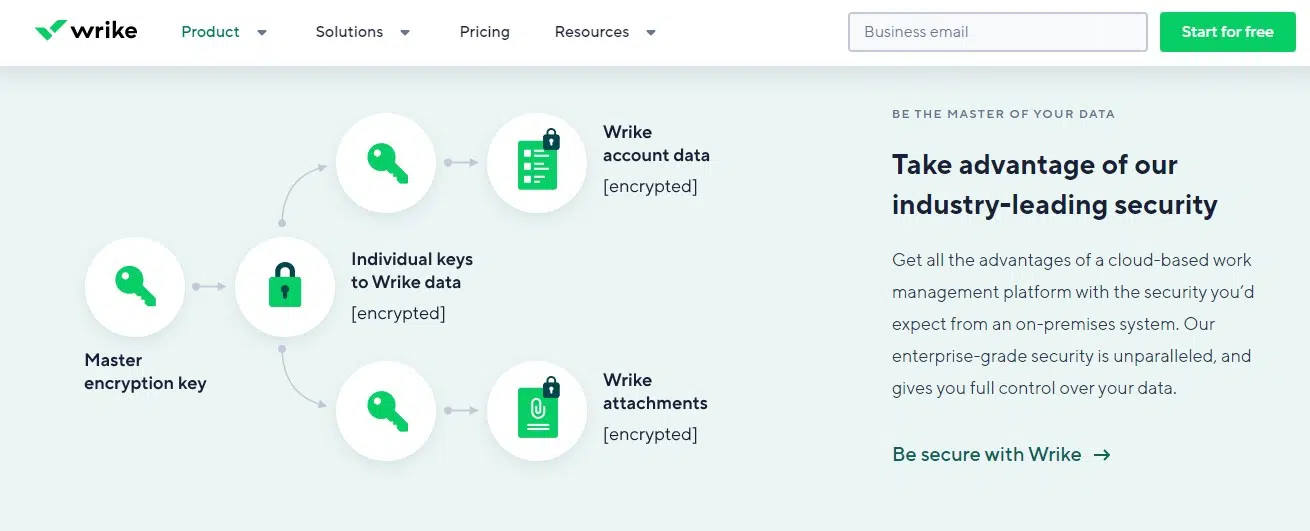 wrike
Product
Solutions
Pricing
Resources
Business email
Start for free
Wrike
account data
[encrypted]
Individual keys
to Wrike data
[encrypted]
Master
encryption key
Wrike
attachments
[encrypted]
BE THE MASTER OF YOUR DATA
Take advantage of our
industry-leading security
Get all the advantages of a cloud-based work
management platform with the security you’d
expect from an on-premises system. Our
enterprise-grade security is unparalleled, and
gives you full control over your data.
Be secure with Wrike →